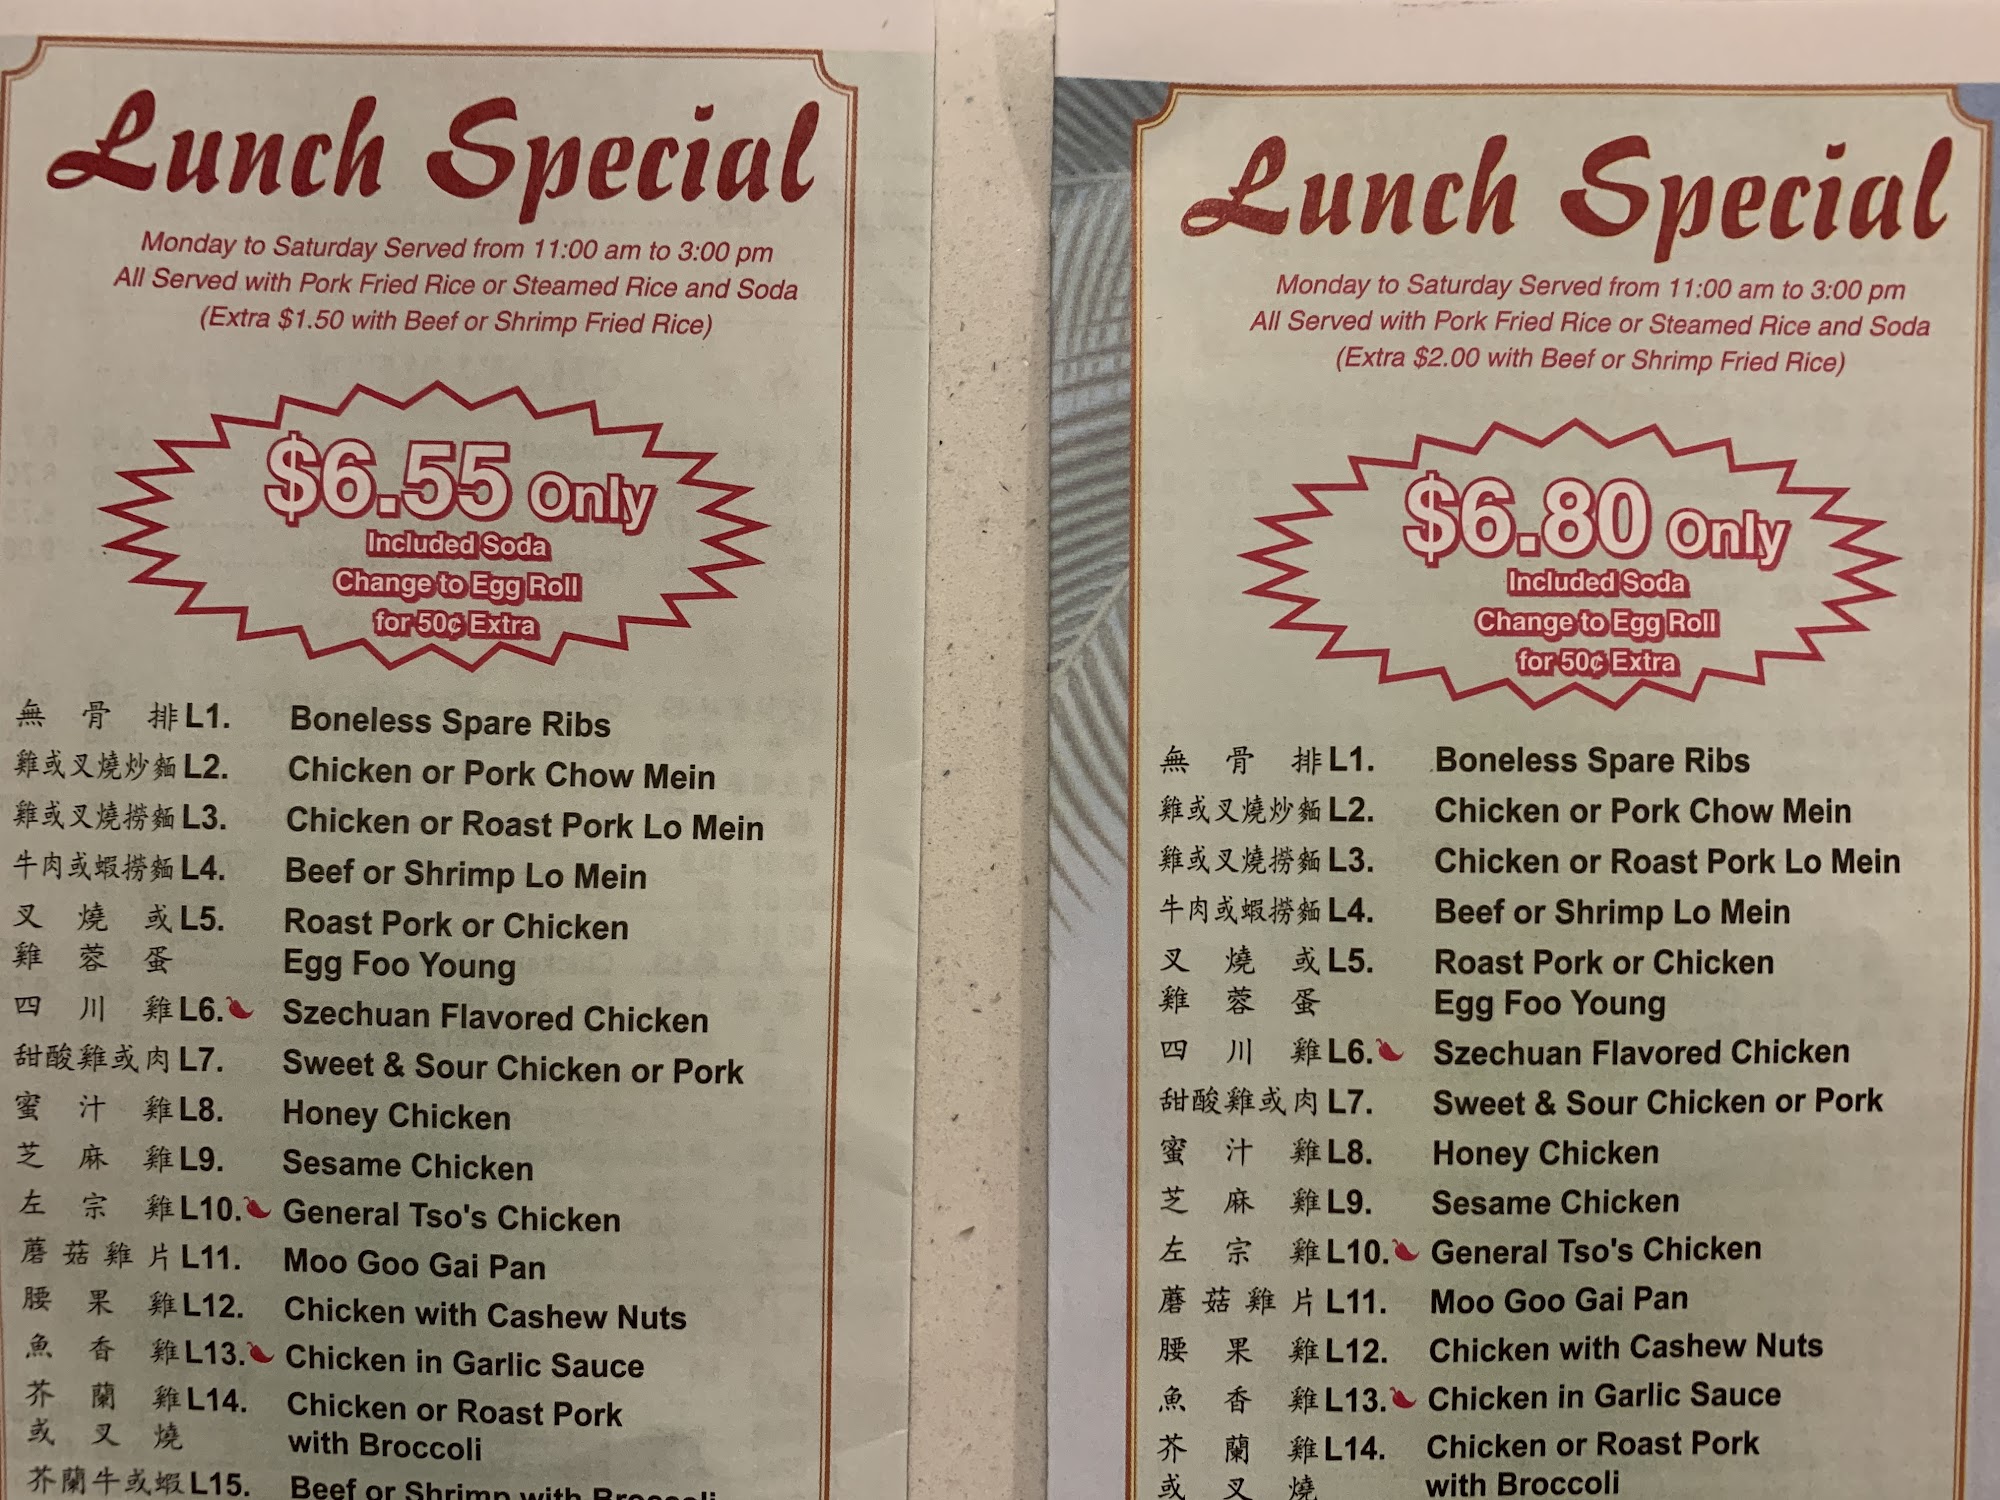 Lunch Special
Monday to Saturday Served from 11:00 am to 3:00 pm
All Served with Pork Fried Rice or Steamed Rice and Soda
(Extra $1.50 with Beef or Shrimp Fried Rice)
$6.55 Only
Included Soda
Change to Egg Roll
for 50¢ Extra
無骨排 L1. Boneless Spare Ribs
雞或叉燒炒麵 L2. Chicken or Pork Chow Mein
雞或叉燒撈麵 L3. Chicken or Roast Pork Lo Mein
牛肉或蝦撈麵 L4. Beef or Shrimp Lo Mein
叉燒或 L5. Roast Pork or Chicken
雞蓉蛋 Egg Foo Young
四川雞 L6. Szechuan Flavored Chicken
甜酸雞或肉 L7. Sweet & Sour Chicken or Pork
蜜汁雞 L8. Honey Chicken
芝麻雞 L9. Sesame Chicken
左宗雞 L10. General Tso's Chicken
蘑菇雞片 L11. Moo Goo Gai Pan
腰果雞 L12. Chicken with Cashew Nuts
魚香雞 L13. Chicken in Garlic Sauce
芥蘭雞 L14. Chicken or Roast Pork
或叉燒 with Broccoli
芥蘭牛或蝦 L15. Beef or Shrimp with Broccoli
Lunch Special
Monday to Saturday Served from 11:00 am to 3:00 pm
All Served with Pork Fried Rice or Steamed Rice and Soda
(Extra $2.00 with Beef or Shrimp Fried Rice)
$6.80 Only
Included Soda
Change to Egg Roll
for 50¢ Extra
無骨排 L1. Boneless Spare Ribs
雞或叉燒炒麵 L2. Chicken or Pork Chow Mein
雞或叉燒撈麵 L3. Chicken or Roast Pork Lo Mein
牛肉或蝦撈麵 L4. Beef or Shrimp Lo Mein
叉燒或 L5. Roast Pork or Chicken
雞蓉蛋 Egg Foo Young
四川雞 L6. Szechuan Flavored Chicken
甜酸雞或肉 L7. Sweet & Sour Chicken or Pork
蜜汁雞 L8. Honey Chicken
芝麻雞 L9. Sesame Chicken
左宗雞 L10. General Tso's Chicken
蘑菇雞片 L11. Moo Goo Gai Pan
腰果雞 L12. Chicken with Cashew Nuts
魚香雞 L13. Chicken in Garlic Sauce
芥蘭雞 L14. Chicken or Roast Pork
或叉燒 with Broccoli